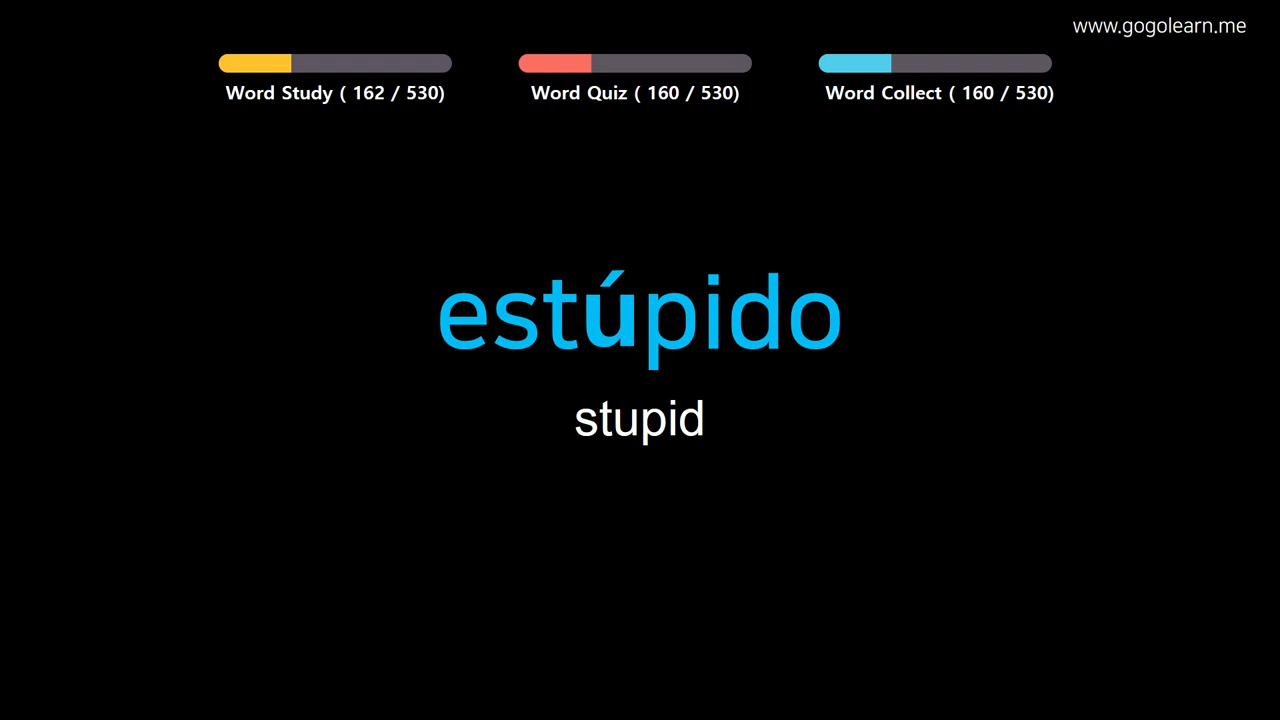 www.gogolearn.me
Word Study ( 162 / 530)
Word Quiz ( 160 / 530)
Word Collect ( 160 / 530)
estúpido
stupid